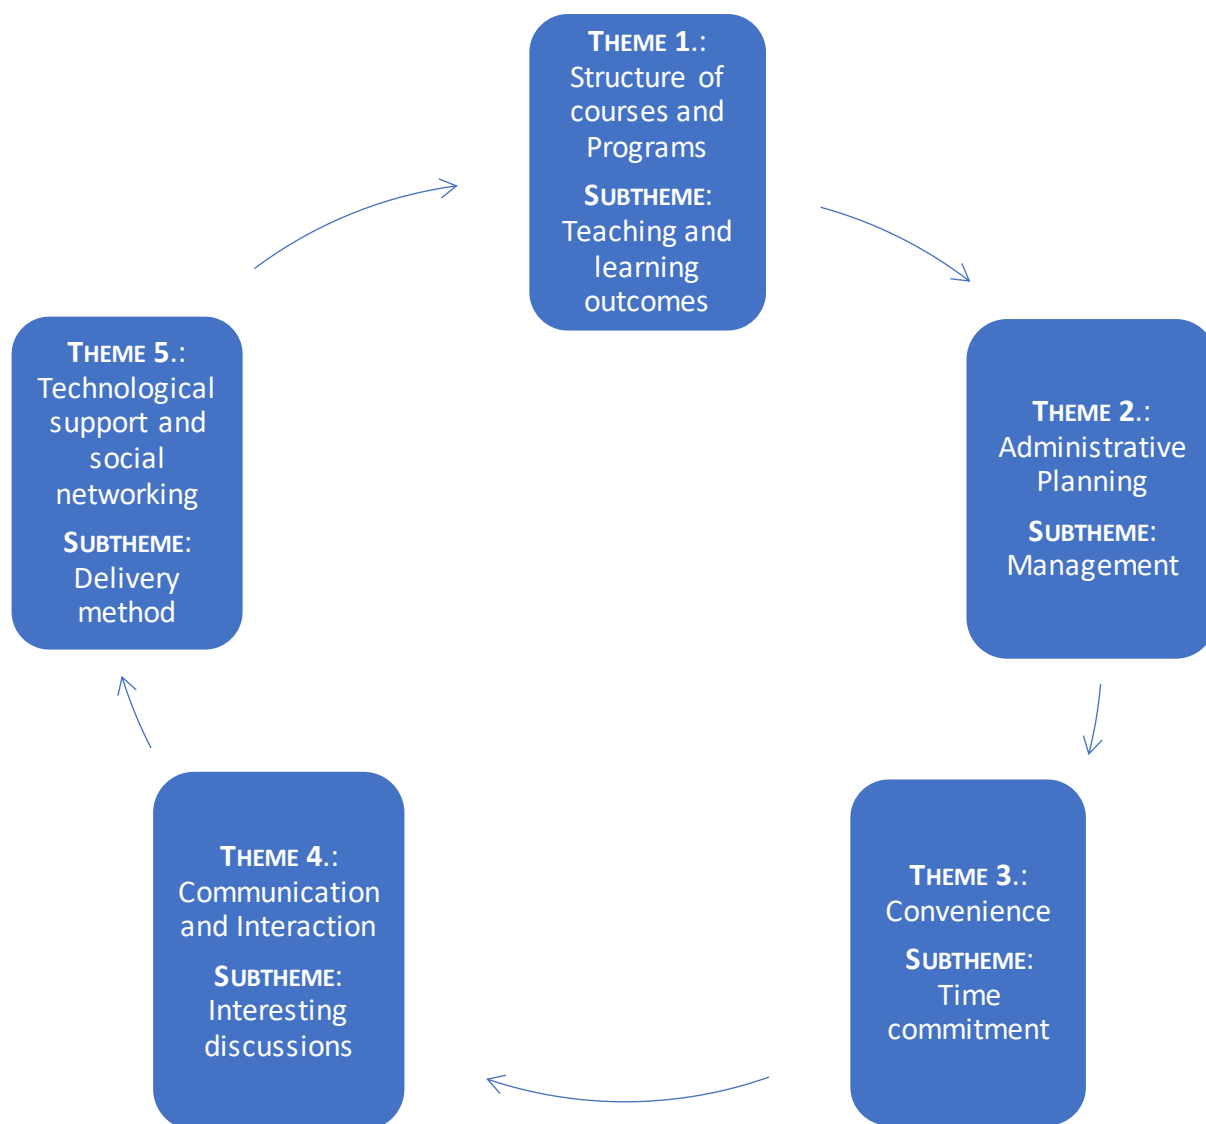 THEME 1.:
Structure of
courses and
Programs
SUBTHEME:
Teaching and
learning
outcomes
THEME 2.:
Administrative
Planning
SUBTHEME:
Management
THEME 3.:
Convenience
SUBTHEME:
Time
commitment
THEME 4.:
Communication
and Interaction
SUBTHEME:
Interesting
discussions
THEME 5.:
Technological
support and
social
networking
SUBTHEME:
Delivery
method